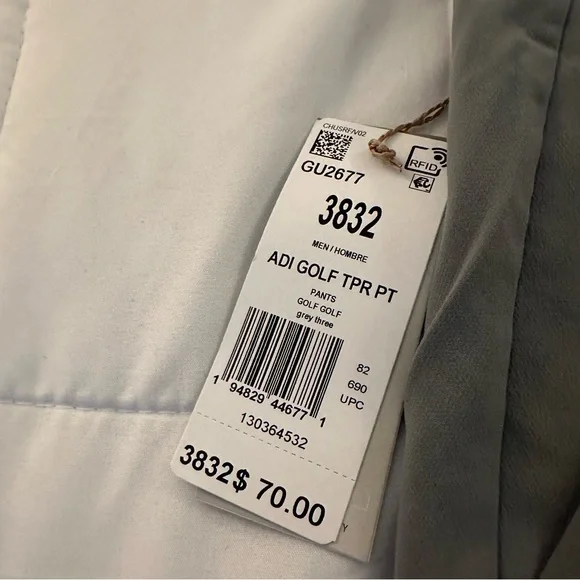 CHUSRFIV02
RFID
GU2677
3832
MEN / HOMBRE
ADI GOLF TPR PT
PANTS
GOLF GOLF
grey three
82
690
UPC
1 94829 44677 1
130364532
3832$ 70.00
Y